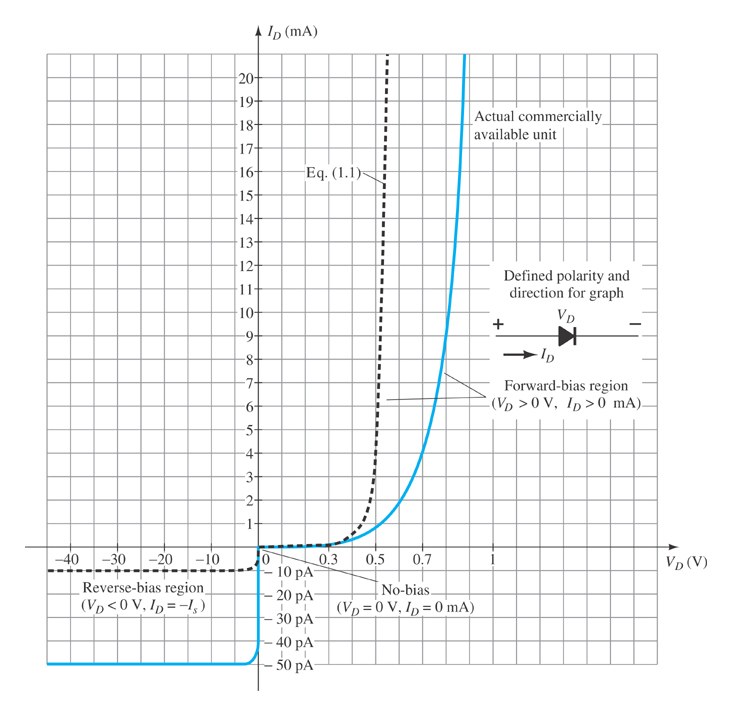 I_D (mA)
20
19
18
17
16
15
14
13
12
11
10
9
8
7
6
5
4
3
2
1
Eq. (1.1)
Actual commercially
available unit
Defined polarity and
direction for graph
V_D
+ −
I_D
Forward-bias region
(V_D > 0 V, I_D > 0 mA)
−40 −30 −20 −10 0 0.3 0.5 0.7 1 V_D (V)
Reverse-bias region
(V_D < 0 V, I_D = −I_s)
No-bias
(V_D = 0 V, I_D = 0 mA)
− 10 pA
− 20 pA
− 30 pA
− 40 pA
− 50 pA